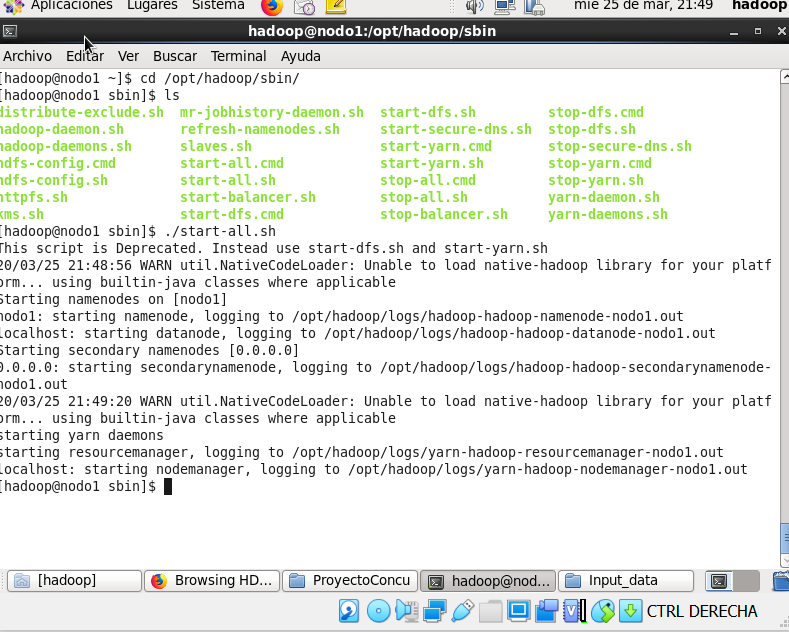 Aplicaciones Lugares Sistema mié 25 de mar, 21:49 hadoop
hadoop@nodo1:/opt/hadoop/sbin
Archivo Editar Ver Buscar Terminal Ayuda
[hadoop@nodo1 ~]$ cd /opt/hadoop/sbin/
[hadoop@nodo1 sbin]$ ls
distribute-exclude.sh mr-jobhistory-daemon.sh start-dfs.sh stop-dfs.cmd
hadoop-daemon.sh refresh-namenodes.sh start-secure-dns.sh stop-dfs.sh
hadoop-daemons.sh slaves.sh start-yarn.cmd stop-secure-dns.sh
hdfs-config.cmd start-all.cmd start-yarn.sh stop-yarn.cmd
hdfs-config.sh start-all.sh stop-all.cmd stop-yarn.sh
httpfs.sh start-balancer.sh stop-all.sh yarn-daemon.sh
kms.sh start-dfs.cmd stop-balancer.sh yarn-daemons.sh
[hadoop@nodo1 sbin]$ ./start-all.sh
This script is Deprecated. Instead use start-dfs.sh and start-yarn.sh
20/03/25 21:48:56 WARN util.NativeCodeLoader: Unable to load native-hadoop library for your platf
orm... using builtin-java classes where applicable
Starting namenodes on [nodo1]
nodo1: starting namenode, logging to /opt/hadoop/logs/hadoop-hadoop-namenode-nodo1.out
localhost: starting datanode, logging to /opt/hadoop/logs/hadoop-hadoop-datanode-nodo1.out
Starting secondary namenodes [0.0.0.0]
0.0.0.0: starting secondarynamenode, logging to /opt/hadoop/logs/hadoop-hadoop-secondarynamenode-
nodo1.out
20/03/25 21:49:20 WARN util.NativeCodeLoader: Unable to load native-hadoop library for your platf
orm... using builtin-java classes where applicable
starting yarn daemons
starting resourcemanager, logging to /opt/hadoop/logs/yarn-hadoop-resourcemanager-nodo1.out
localhost: starting nodemanager, logging to /opt/hadoop/logs/yarn-hadoop-nodemanager-nodo1.out
[hadoop@nodo1 sbin]$
[hadoop] Browsing HD... ProyectoConcu hadoop@nod... Input_data
CTRL DERECHA